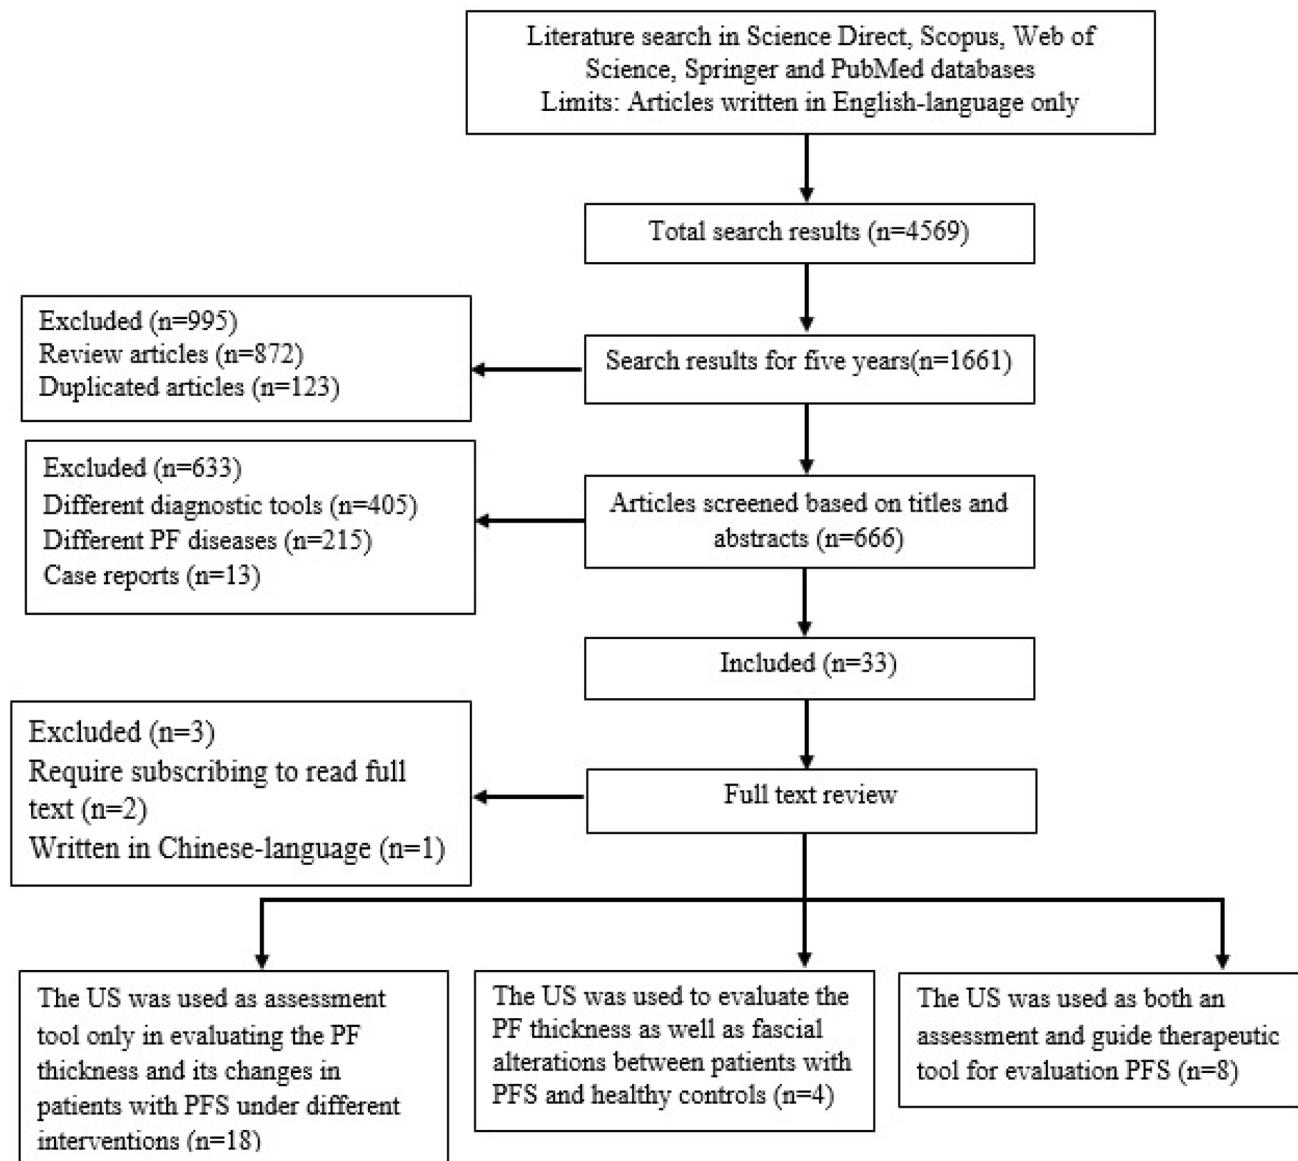 Literature search in Science Direct, Scopus, Web of
Science, Springer and PubMed databases
Limits: Articles written in English-language only
Total search results (n=4569)
Excluded (n=995)
Review articles (n=872)
Duplicated articles (n=123)
Search results for five years(n=1661)
Excluded (n=633)
Different diagnostic tools (n=405)
Different PF diseases (n=215)
Case reports (n=13)
Articles screened based on titles and
abstracts (n=666)
Included (n=33)
Excluded (n=3)
Require subscribing to read full
text (n=2)
Written in Chinese-language (n=1)
Full text review
The US was used as assessment
tool only in evaluating the PF
thickness and its changes in
patients with PFS under different
interventions (n=18)
The US was used to evaluate the
PF thickness as well as fascial
alterations between patients with
PFS and healthy controls (n=4)
The US was used as both an
assessment and guide therapeutic
tool for evaluation PFS (n=8)